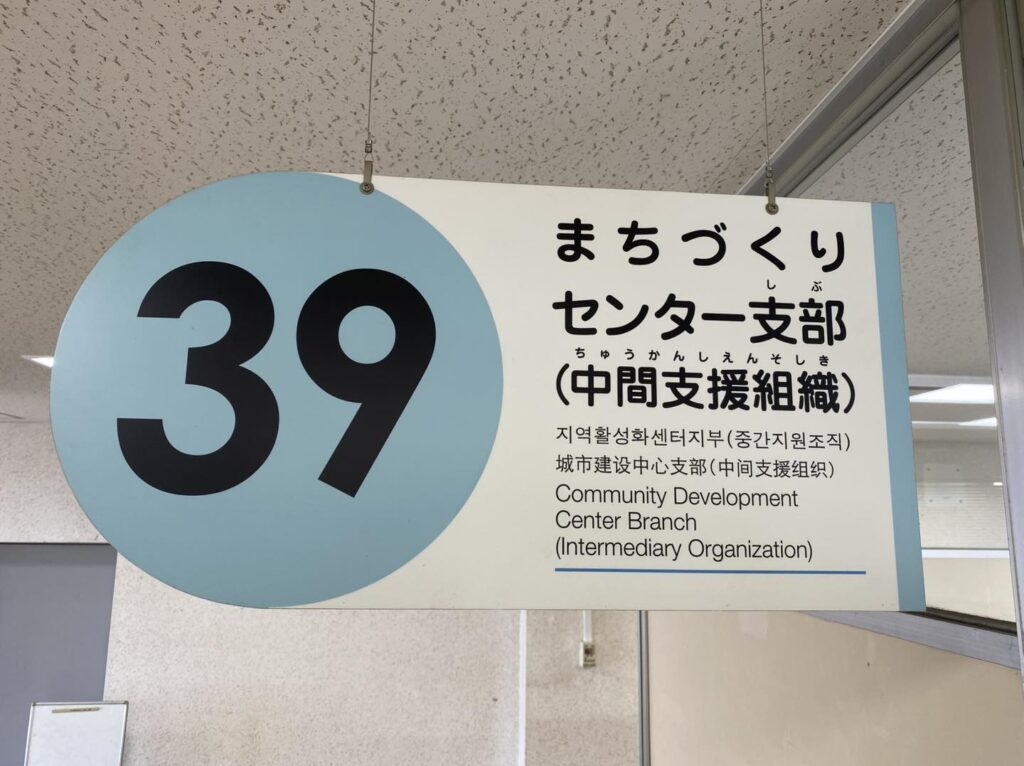 39
まちづくり
しぶ
センター支部
ちゅうかんしえんそしき
(中間支援組織)
지역활성화센터지부(중간지원조직)
城市建设中心支部(中间支援组织)
Community Development
Center Branch
(Intermediary Organization)